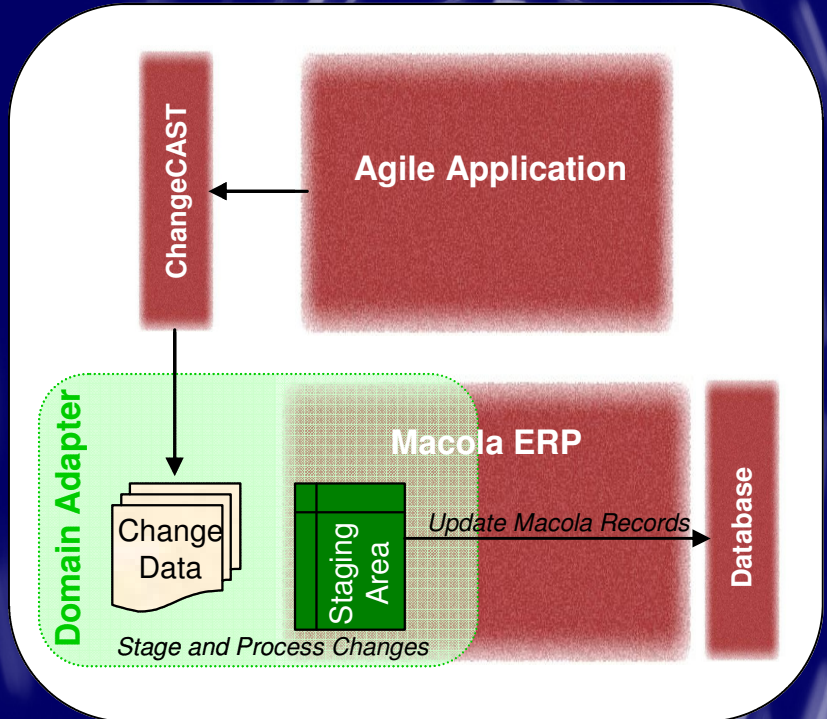 ChangeCAST
Agile Application
Domain Adapter
Macola ERP
Change
Data
Staging
Area
Update Macola Records
Database
Stage and Process Changes